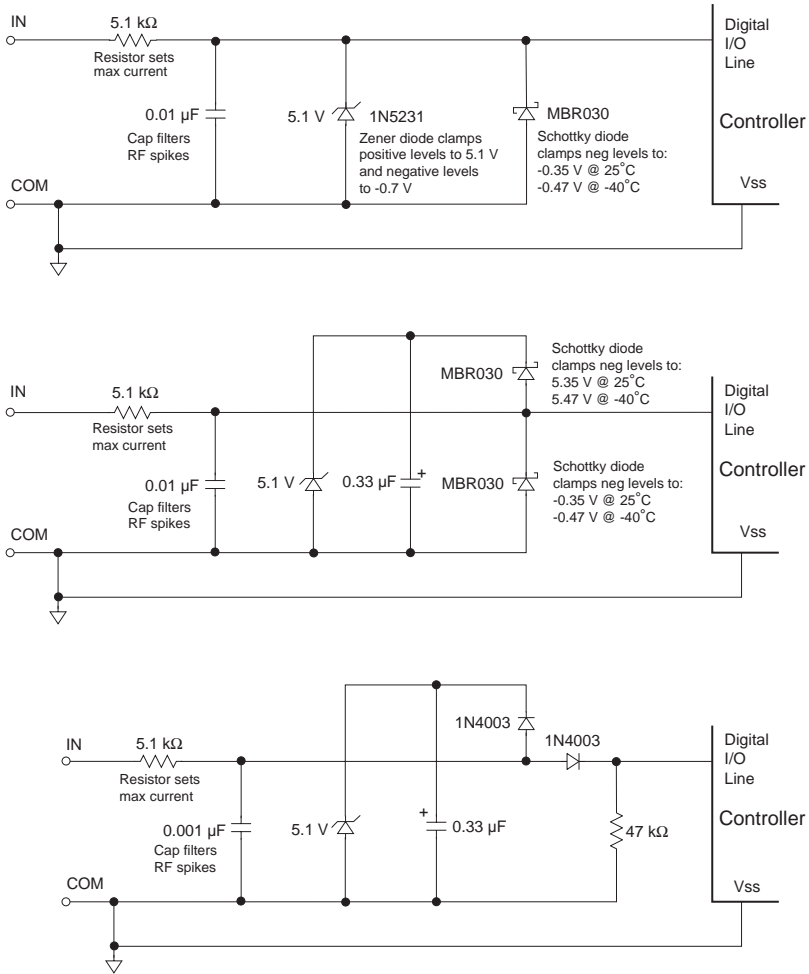 IN
5.1 kΩ
Resistor sets
max current
0.01 µF
Cap filters
RF spikes
5.1 V
1N5231
Zener diode clamps
positive levels to 5.1 V
and negative levels
to -0.7 V
MBR030
Schottky diode
clamps neg levels to:
-0.35 V @ 25°C
-0.47 V @ -40°C
Digital
I/O
Line
Controller
Vss
COM
IN
5.1 kΩ
Resistor sets
max current
0.01 µF
Cap filters
RF spikes
5.1 V
0.33 µF
+
MBR030
Schottky diode
clamps neg levels to:
5.35 V @ 25°C
5.47 V @ -40°C
MBR030
Schottky diode
clamps neg levels to:
-0.35 V @ 25°C
-0.47 V @ -40°C
Digital
I/O
Line
Controller
Vss
COM
IN
5.1 kΩ
Resistor sets
max current
0.001 µF
Cap filters
RF spikes
5.1 V
+
0.33 µF
1N4003
1N4003
47 kΩ
Digital
I/O
Line
Controller
Vss
COM